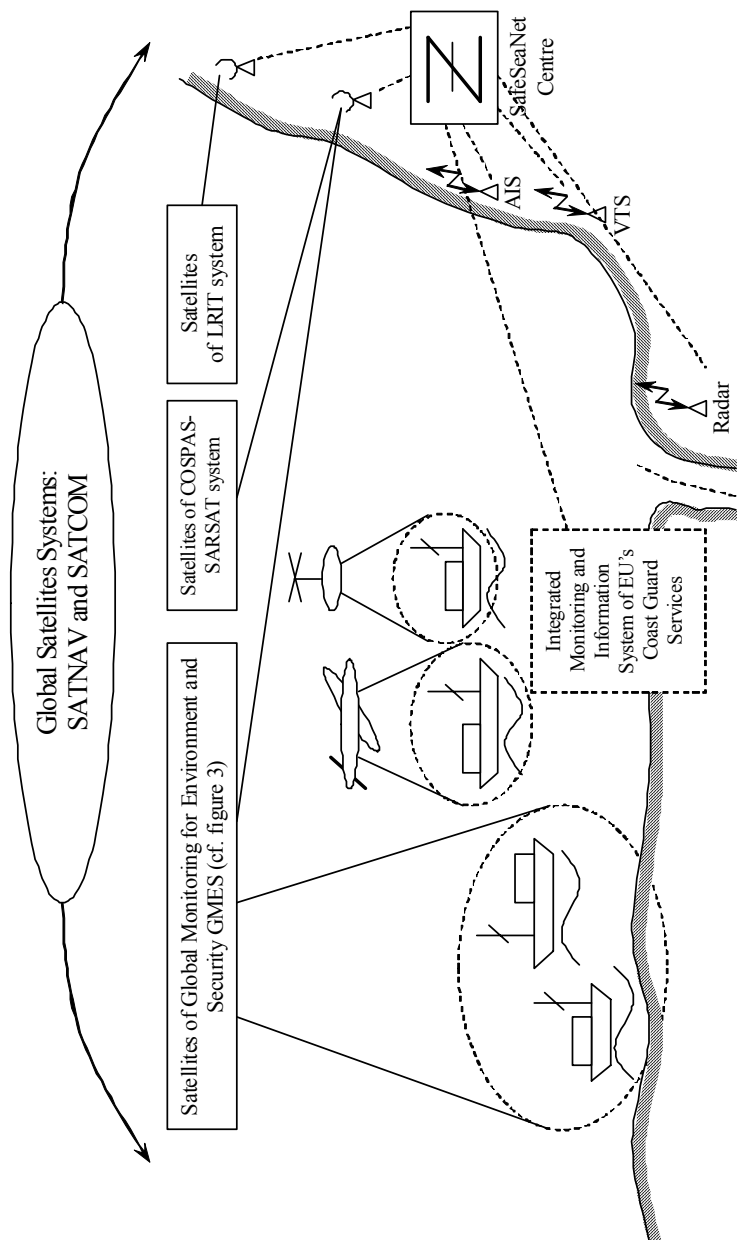 Global Satellites Systems:
SATNAV and SATCOM
Satellites of Global Monitoring for Environment and
Security GMES (cf. figure 3)
Satellites of COSPAS-
SARSAT system
Satellites
of LRIT system
SafeSeaNet
Centre
AIS
VTS
Radar
Integrated
Monitoring and
Information
System of EU's
Coast Guard
Services